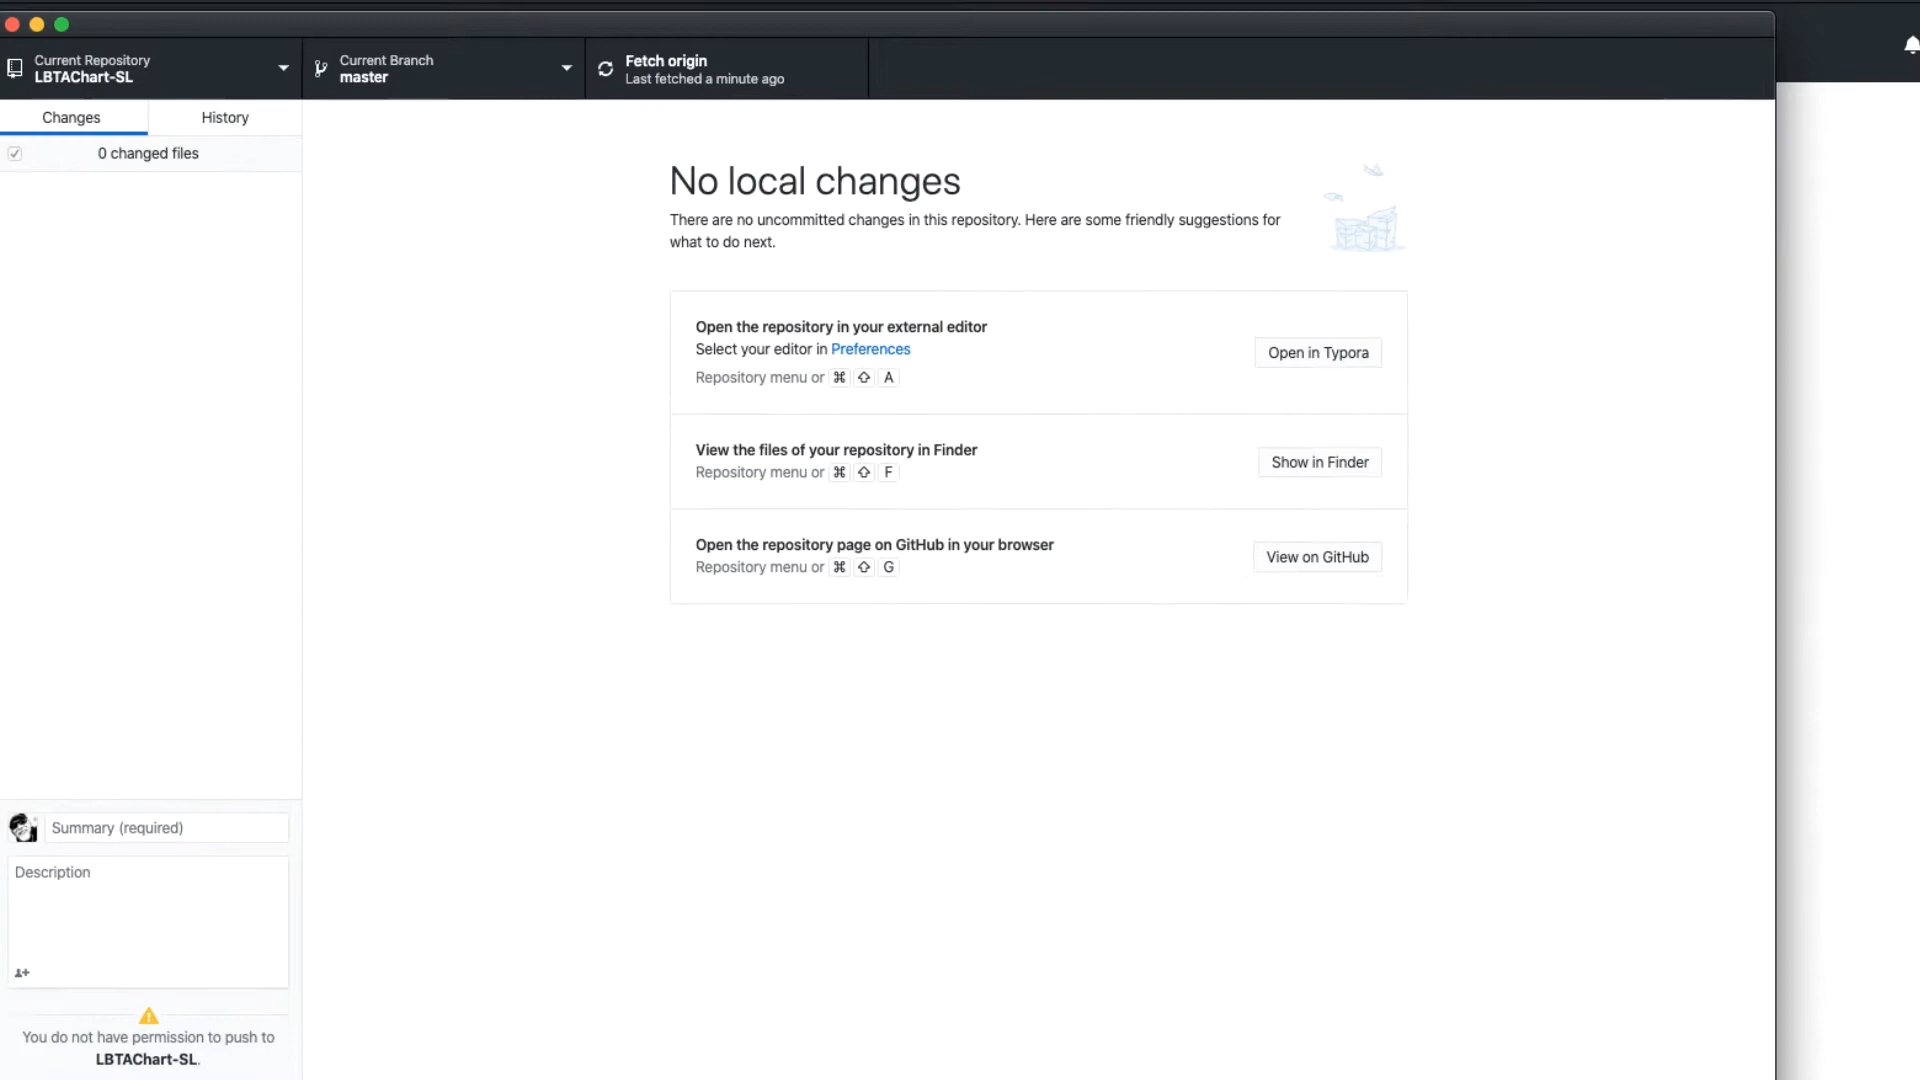 Current Repository
LBTAChart-SL
Current Branch
master
Fetch origin
Last fetched a minute ago
Changes
History
0 changed files
No local changes
There are no uncommitted changes in this repository. Here are some friendly suggestions for
what to do next.
Open the repository in your external editor
Select your editor in Preferences
Repository menu or ⌘ ⇧ A
Open in Typora
View the files of your repository in Finder
Repository menu or ⌘ ⇧ F
Show in Finder
Open the repository page on GitHub in your browser
Repository menu or ⌘ ⇧ G
View on GitHub
Summary (required)
Description
You do not have permission to push to
LBTAChart-SL.